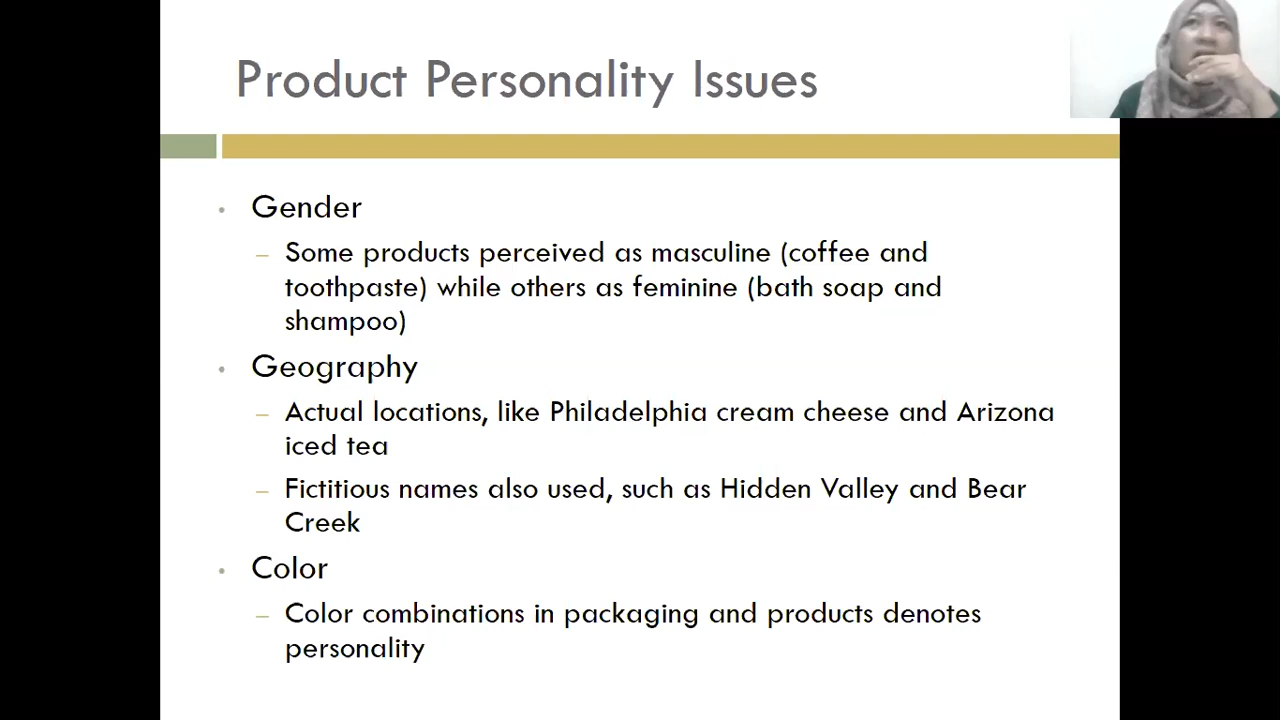 Product Personality Issues
• Gender
– Some products perceived as masculine (coffee and
toothpaste) while others as feminine (bath soap and
shampoo)
• Geography
– Actual locations, like Philadelphia cream cheese and Arizona
iced tea
– Fictitious names also used, such as Hidden Valley and Bear
Creek
• Color
– Color combinations in packaging and products denotes
personality